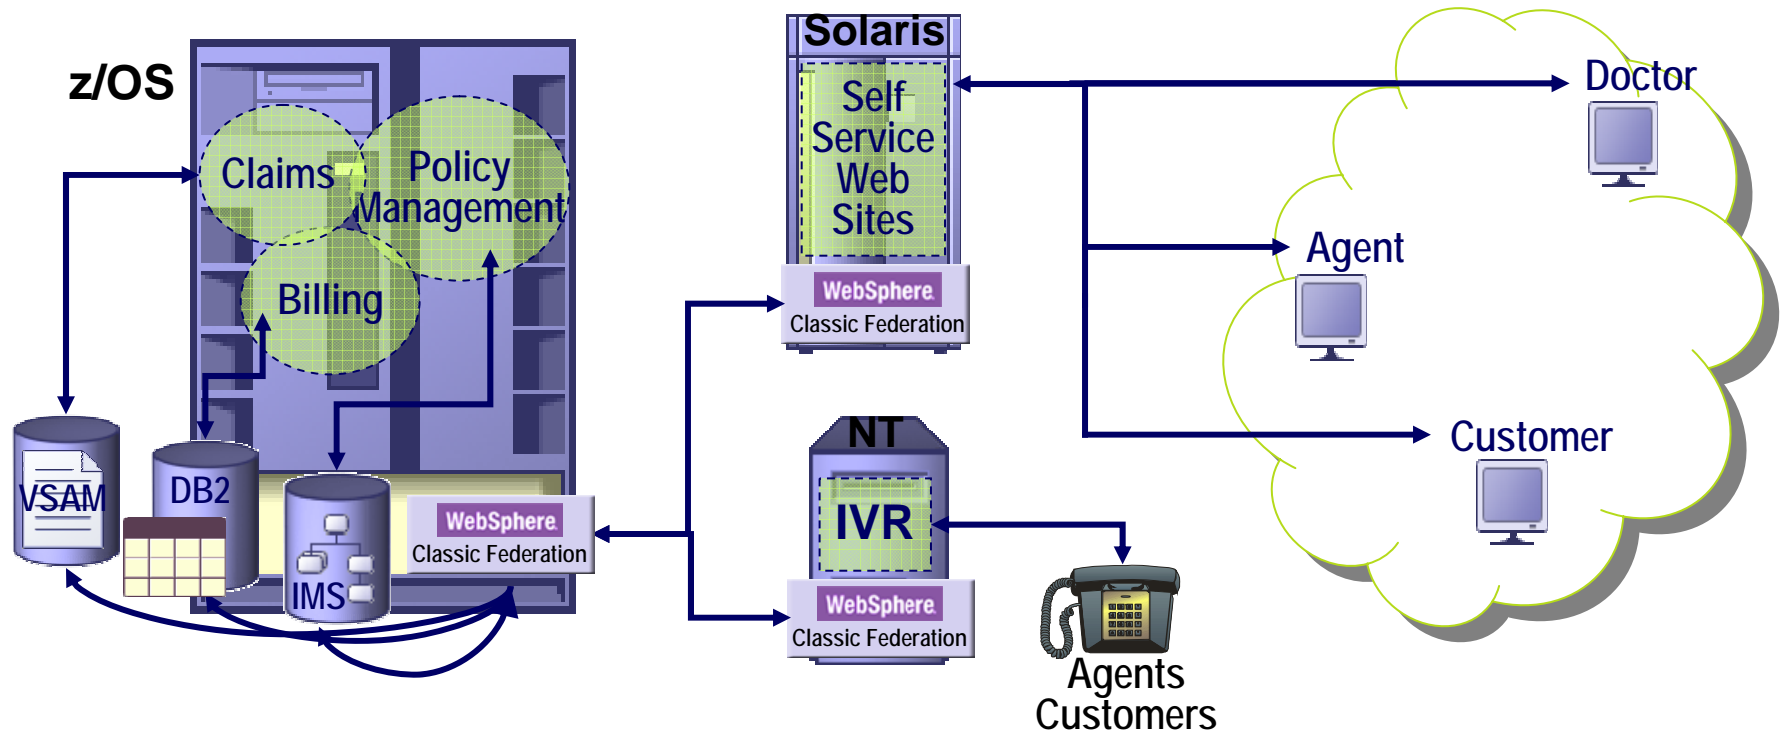 z/OS
Claims
Policy
Management
Billing
VSAM
DB2
IMS
WebSphere.
Classic Federation
Solaris
Self
Service
Web
Sites
WebSphere.
Classic Federation
NT
IVR
WebSphere.
Classic Federation
Agents
Customers
Doctor
Agent
Customer